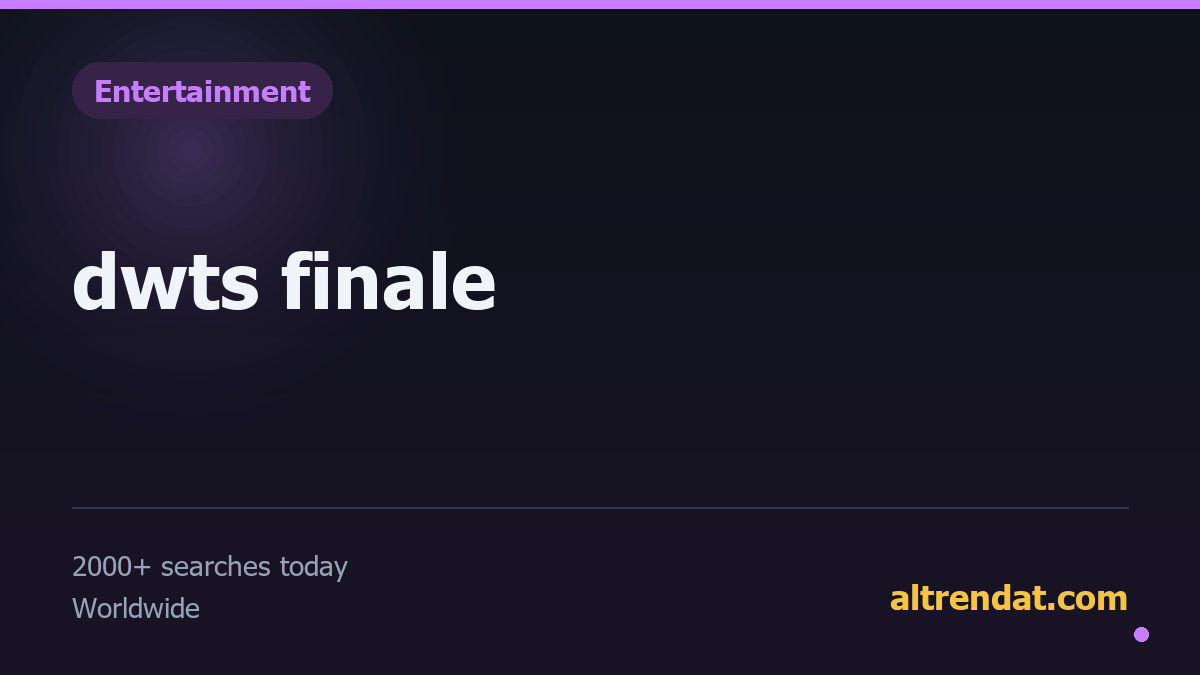 Entertainment
dwts finale
2000+ searches today
Worldwide
altrendat.com